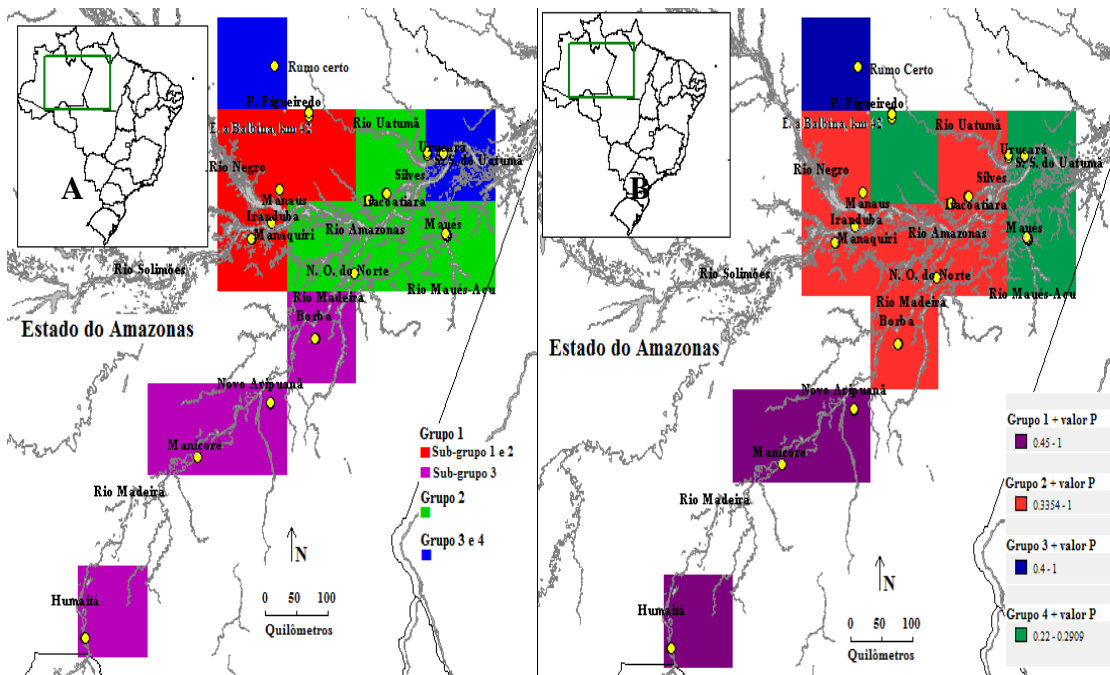 Rumo certo
P. Figueiredo
E. a Balbina, km 42
Rio Uatumã
Urucará
S. S. do Uatumã
Rio Negro
Silves
A
Manaus
Itacoatiara
Iranduba
Maués
Manaquiri
Rio Amazonas
Rio Solimões
N. O. do Norte
Rio Maués-Açu
Rio Madeira
Estado do Amazonas
Borba
Novo Aripuanã
Manicore
Rio Madeira
Humaitá
N
0 50 100
Quilômetros
Grupo 1
Sub-grupo 1 e 2
Sub-grupo 3
Grupo 2
Grupo 3 e 4
Rumo Certo
P. Figueiredo
E. a Balbina, km 42
Rio Uatumã
Urucará
S. S. do Uatumã
Rio Negro
Silves
B
Manaus
Itacoatiara
Iranduba
Maués
Manaquiri
Rio Amazonas
Rio Solimões
N. O. do Norte
Rio Maués-Açu
Rio Madeira
Borba
Estado do Amazonas
Novo Aripuanã
Manicore
Rio Madeira
Humaitá
N
0 50 100
Quilômetros
Grupo 1 + valor P
0.45 - 1
Grupo 2 + valor P
0.3354 - 1
Grupo 3 + valor P
0.4 - 1
Grupo 4 + valor P
0.22 - 0.2909